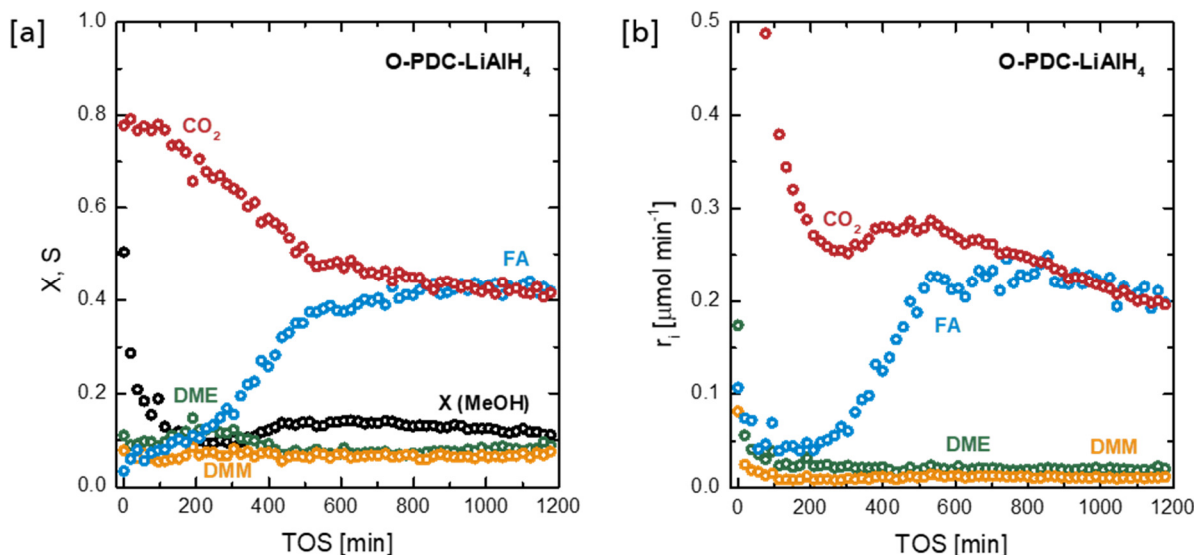 [a]
O-PDC-LiAlH₄
CO₂
FA
DME
X (MeOH)
DMM
X, S
1.0
0.8
0.6
0.4
0.2
0.0
0 200 400 600 800 1000 1200
TOS [min]
[b]
O-PDC-LiAlH₄
CO₂
FA
DME
DMM
rᵢ [μmol min⁻¹]
0.5
0.4
0.3
0.2
0.1
0.0
0 200 400 600 800 1000 1200
TOS [min]